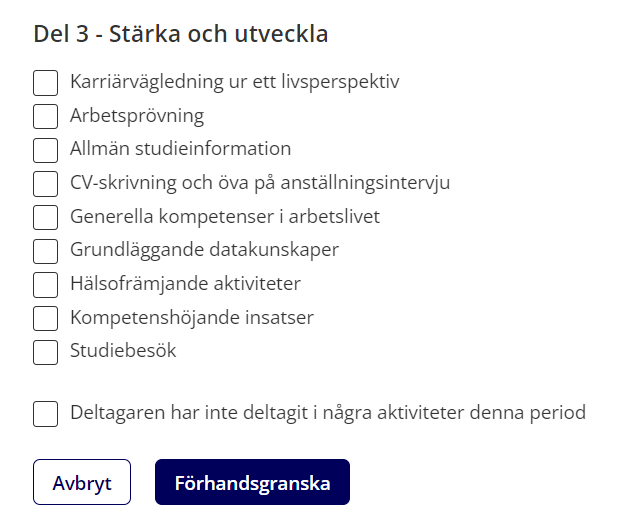 Del 3 - Stärka och utveckla
Karriärvägledning ur ett livsperspektiv
Arbetsprövning
Allmän studieinformation
CV-skrivning och öva på anställningsintervju
Generella kompetenser i arbetslivet
Grundläggande datakunskaper
Hälsofrämjande aktiviteter
Kompetenshöjande insatser
Studiebesök
Deltagaren har inte deltagit i några aktiviteter denna period
Avbryt
Förhandsgranska